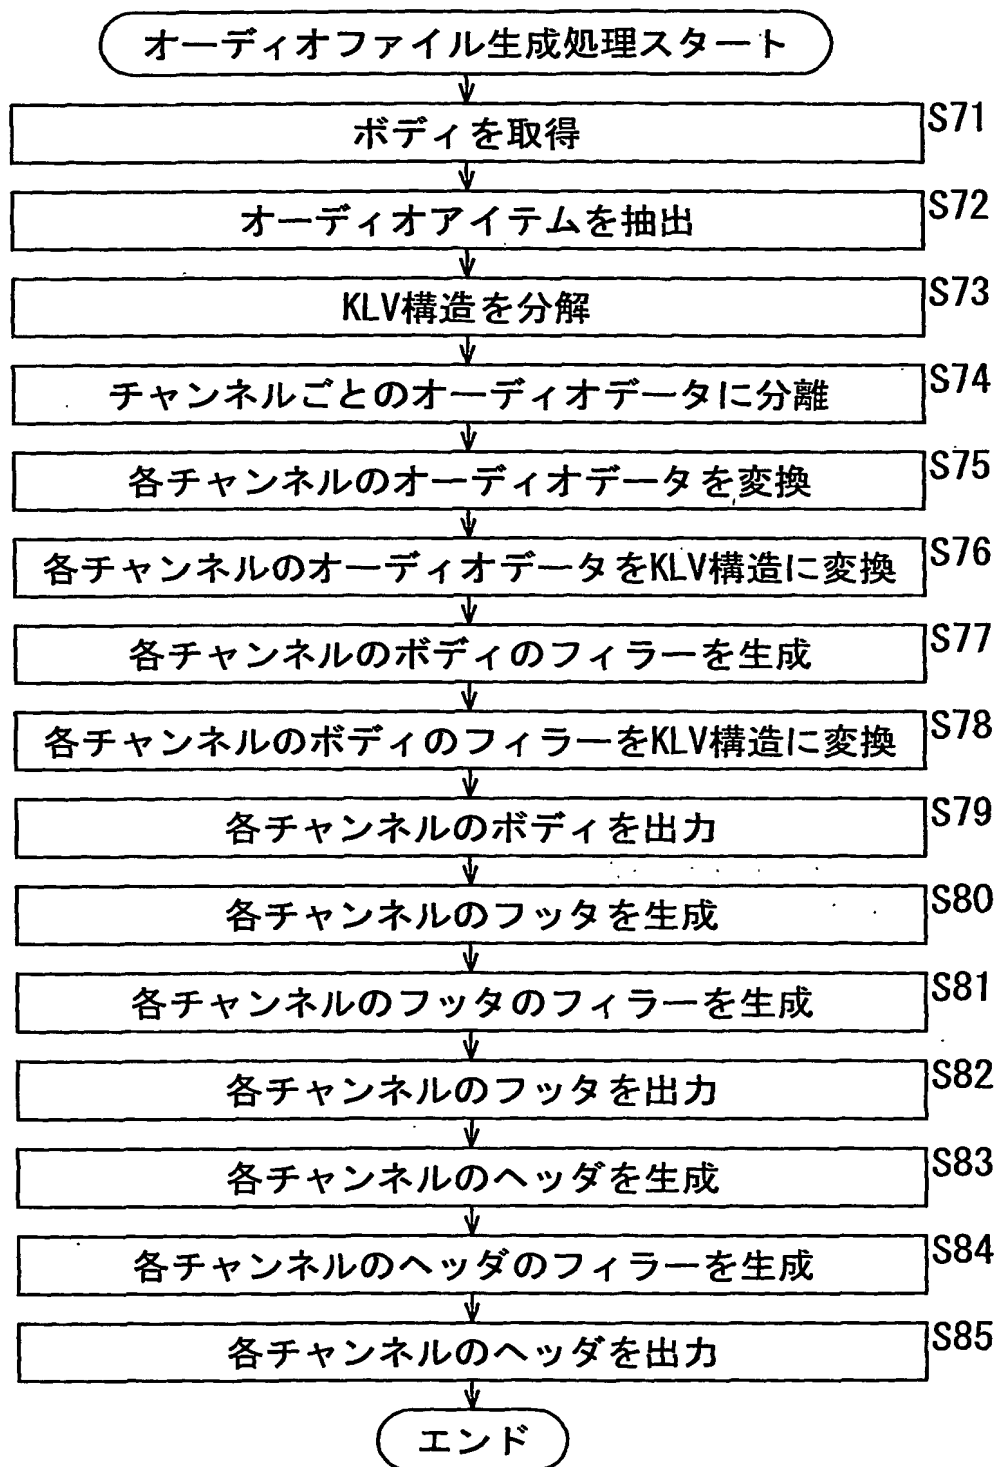 オーディオファイル生成処理スタート
ボディを取得
S71
オーディオアイテムを抽出
S72
KLV構造を分解
S73
チャンネルごとのオーディオデータに分離
S74
各チャンネルのオーディオデータを変換
S75
各チャンネルのオーディオデータをKLV構造に変換
S76
各チャンネルのボディのフィラーを生成
S77
各チャンネルのボディのフィラーをKLV構造に変換
S78
各チャンネルのボディを出力
S79
各チャンネルのフッタを生成
S80
各チャンネルのフッタのフィラーを生成
S81
各チャンネルのフッタを出力
S82
各チャンネルのヘッダを生成
S83
各チャンネルのヘッダのフィラーを生成
S84
各チャンネルのヘッダを出力
S85
エンド